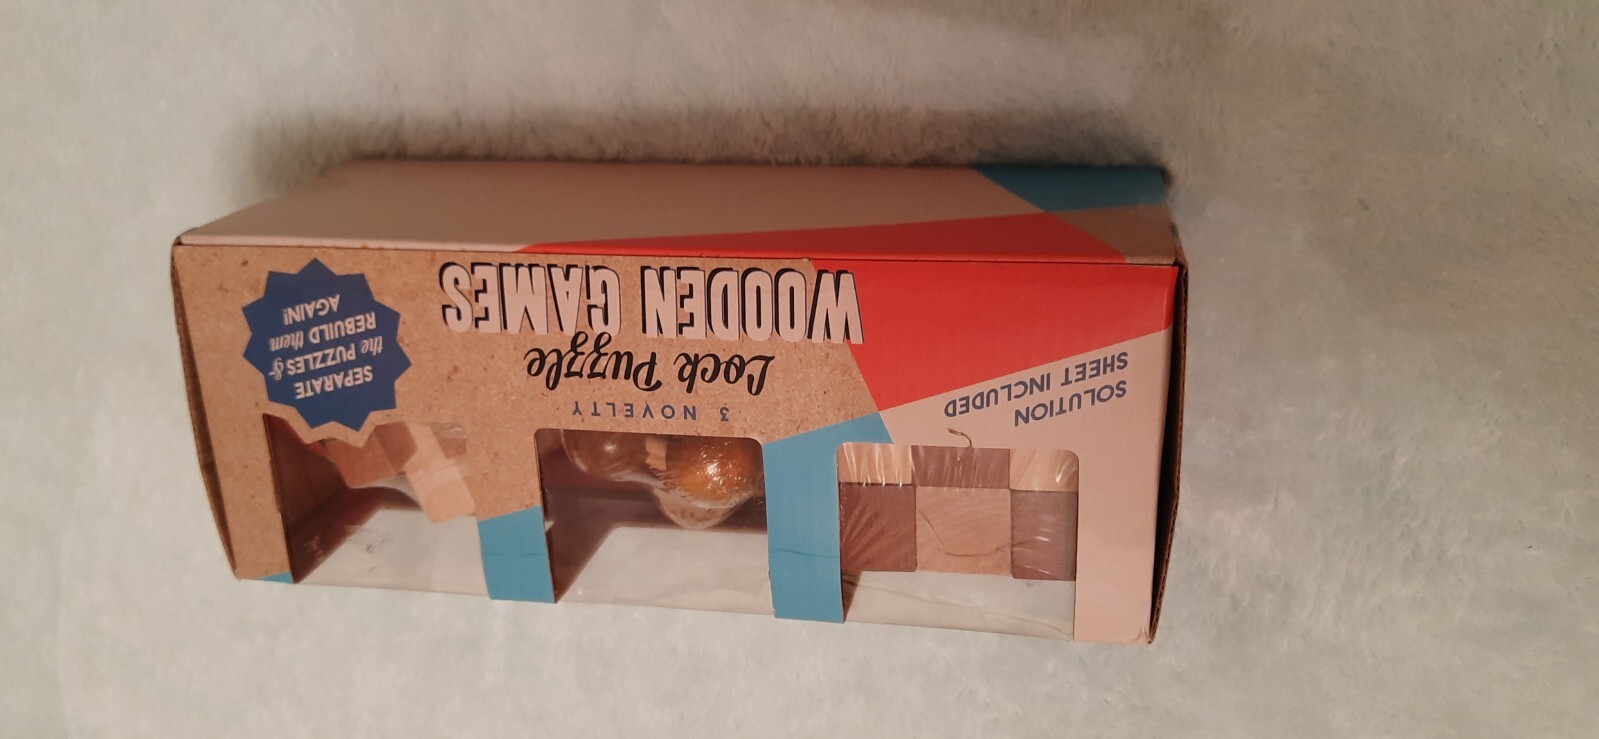 SOLUTION
SHEET INCLUDED
3 NOVELTY
Lock Puzzle
WOODEN GAMES
SEPARATE
the PUZZLES &
REBUILD them
AGAIN!